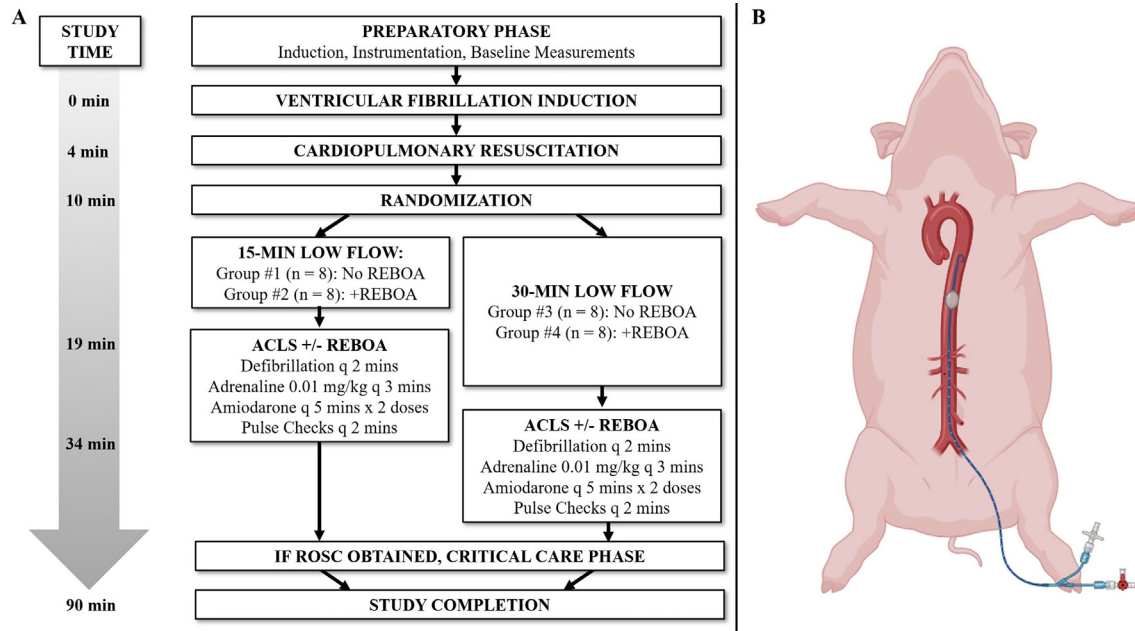 A
B
STUDY
TIME
PREPARATORY PHASE
Induction, Instrumentation, Baseline Measurements
0 min
VENTRICULAR FIBRILLATION INDUCTION
4 min
CARDIOPULMONARY RESUSCITATION
10 min
RANDOMIZATION
15-MIN LOW FLOW:
Group #1 (n = 8): No REBOA
Group #2 (n = 8): +REBOA
30-MIN LOW FLOW
Group #3 (n = 8): No REBOA
Group #4 (n = 8): +REBOA
19 min
ACLS +/- REBOA
Defibrillation q 2 mins
Adrenaline 0.01 mg/kg q 3 mins
Amiodarone q 5 mins x 2 doses
Pulse Checks q 2 mins
34 min
ACLS +/- REBOA
Defibrillation q 2 mins
Adrenaline 0.01 mg/kg q 3 mins
Amiodarone q 5 mins x 2 doses
Pulse Checks q 2 mins
IF ROSC OBTAINED, CRITICAL CARE PHASE
90 min
STUDY COMPLETION